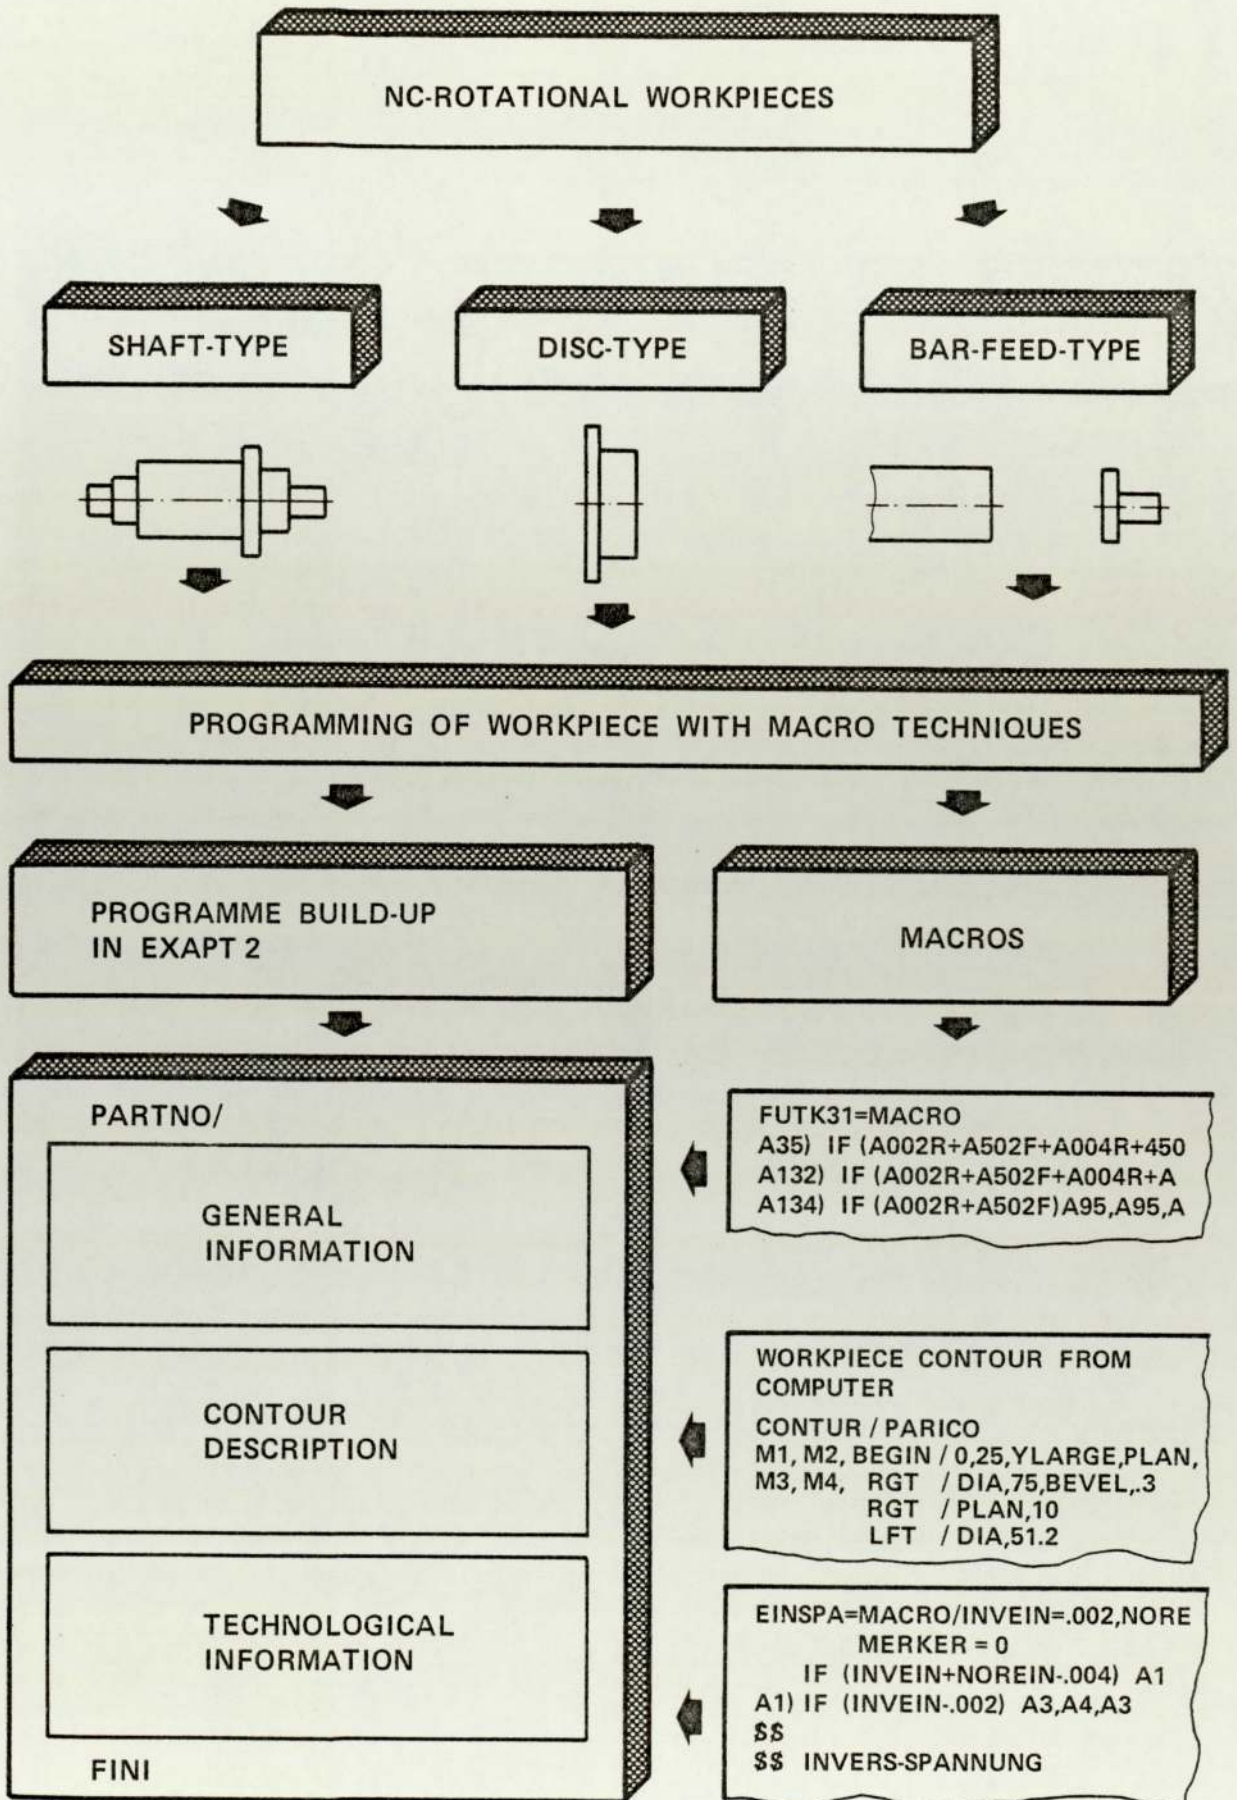 NC-ROTATIONAL WORKPIECES
SHAFT-TYPE
DISC-TYPE
BAR-FEED-TYPE
PROGRAMMING OF WORKPIECE WITH MACRO TECHNIQUES
PROGRAMME BUILD-UP
IN EXAPT 2
MACROS
PARTNO/
GENERAL
INFORMATION
CONTOUR
DESCRIPTION
TECHNOLOGICAL
INFORMATION
FINI
FUTK31=MACRO
A35) IF (A002R+A502F+A004R+450
A132) IF (A002R+A502F+A004R+A
A134) IF (A002R+A502F)A95,A95,A
WORKPIECE CONTOUR FROM
COMPUTER
CONTUR / PARICO
M1, M2, BEGIN / 0,25,YLARGE,PLAN,
M3, M4, RGT / DIA,75,BEVEL,.3
RGT / PLAN,10
LFT / DIA,51.2
EINSPA=MACRO/INVEIN=.002,NORE
MERKER = 0
IF (INVEIN+NOREIN-.004) A1
A1) IF (INVEIN-.002) A3,A4,A3
$$
$$ INVERS-SPANNUNG